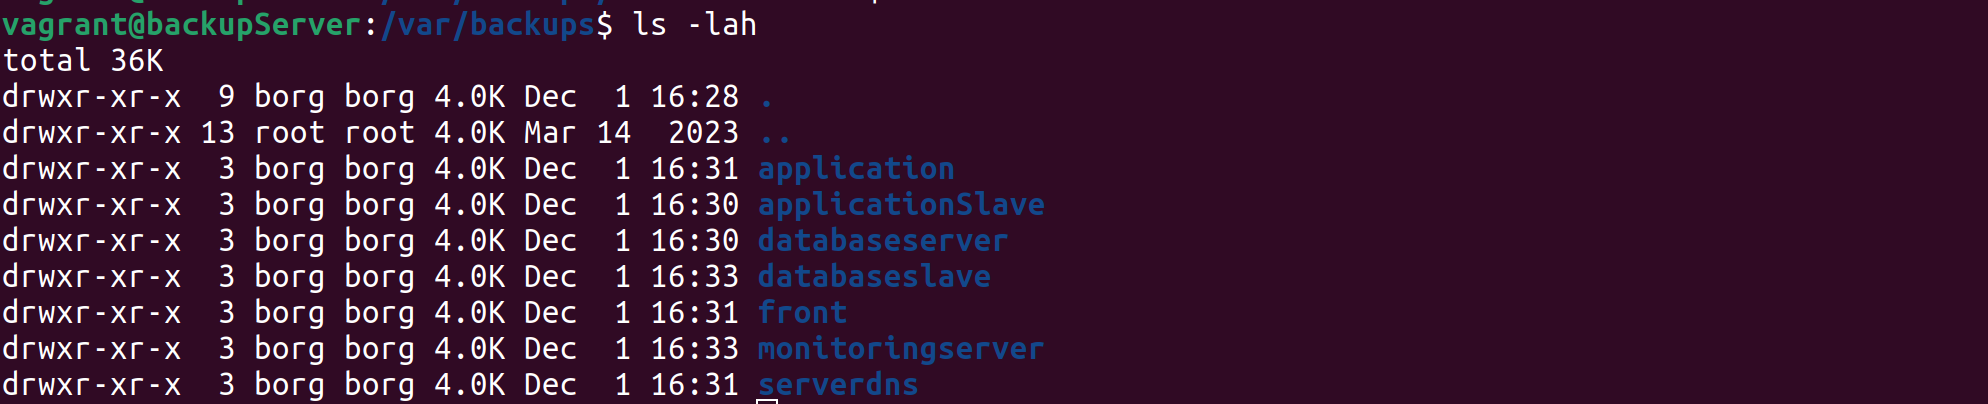 vagrant@backupServer:/var/backups$ ls -lah
total 36K
drwxr-xr-x  9 borg borg 4.0K Dec  1 16:28 .
drwxr-xr-x 13 root root 4.0K Mar 14  2023 ..
drwxr-xr-x  3 borg borg 4.0K Dec  1 16:31 application
drwxr-xr-x  3 borg borg 4.0K Dec  1 16:30 applicationSlave
drwxr-xr-x  3 borg borg 4.0K Dec  1 16:30 databaseserver
drwxr-xr-x  3 borg borg 4.0K Dec  1 16:33 databaseslave
drwxr-xr-x  3 borg borg 4.0K Dec  1 16:31 front
drwxr-xr-x  3 borg borg 4.0K Dec  1 16:33 monitoringserver
drwxr-xr-x  3 borg borg 4.0K Dec  1 16:31 serverdns